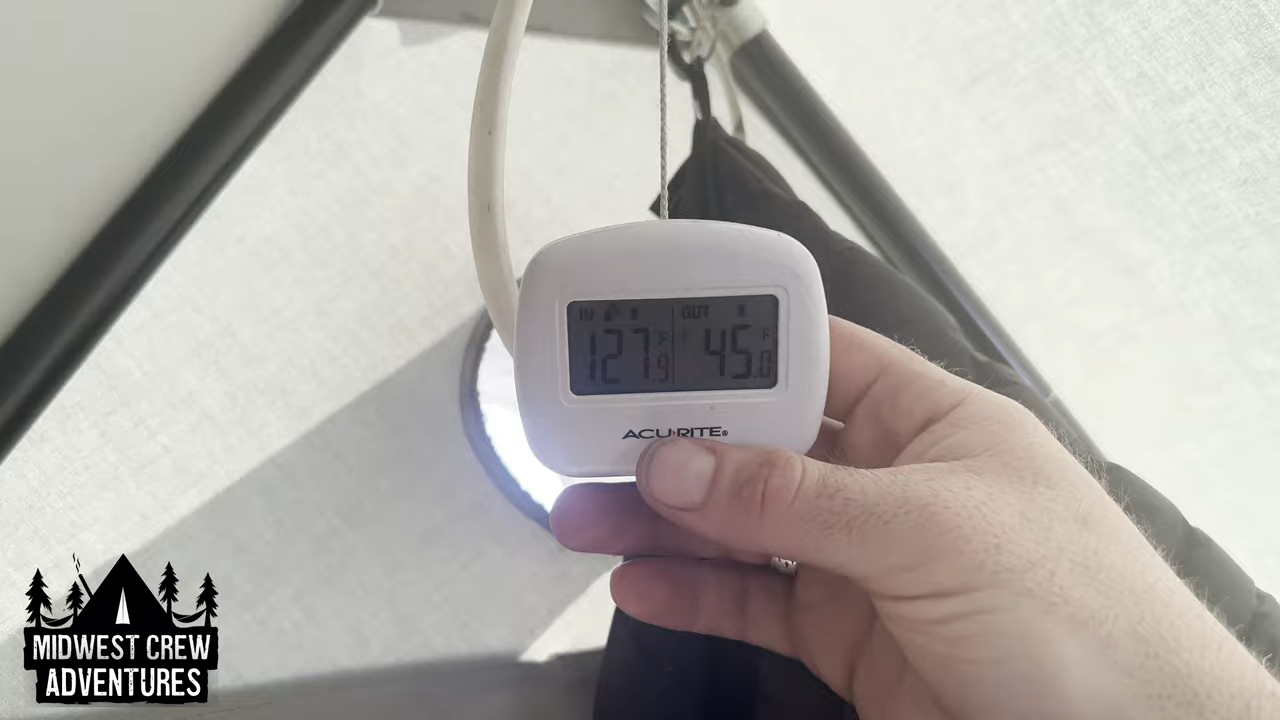 IN OUT
127.9 °F 45.0 F
ACU›RITE®
MIDWEST CREW
ADVENTURES